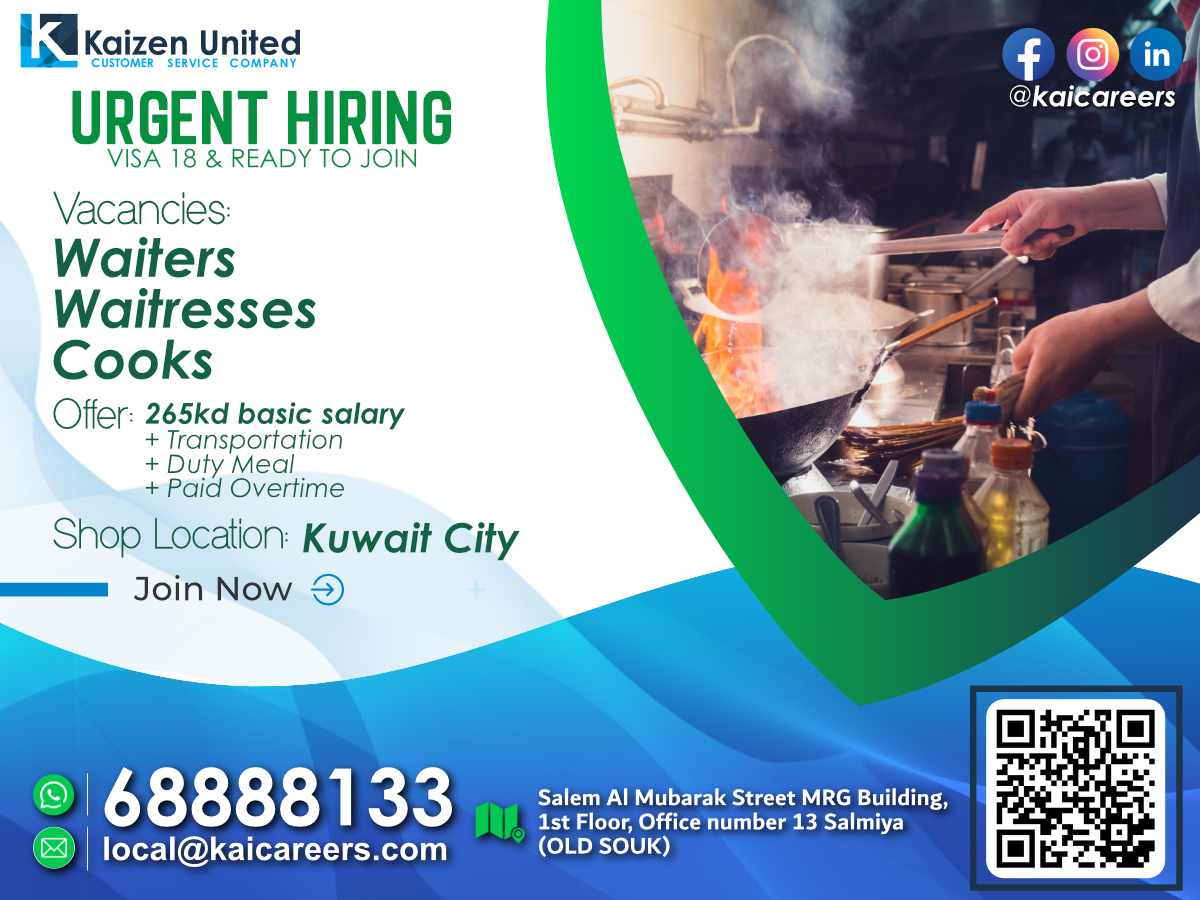 Kaizen United
CUSTOMER SERVICE COMPANY
@kaicareers
URGENT HIRING
VISA 18 & READY TO JOIN
Vacancies:
Waiters
Waitresses
Cooks
Offer: 265kd basic salary
+ Transportation
+ Duty Meal
+ Paid Overtime
Shop Location: Kuwait City
Join Now
68888133
local@kaicareers.com
Salem Al Mubarak Street MRG Building,
1st Floor, Office number 13 Salmiya
(OLD SOUK)